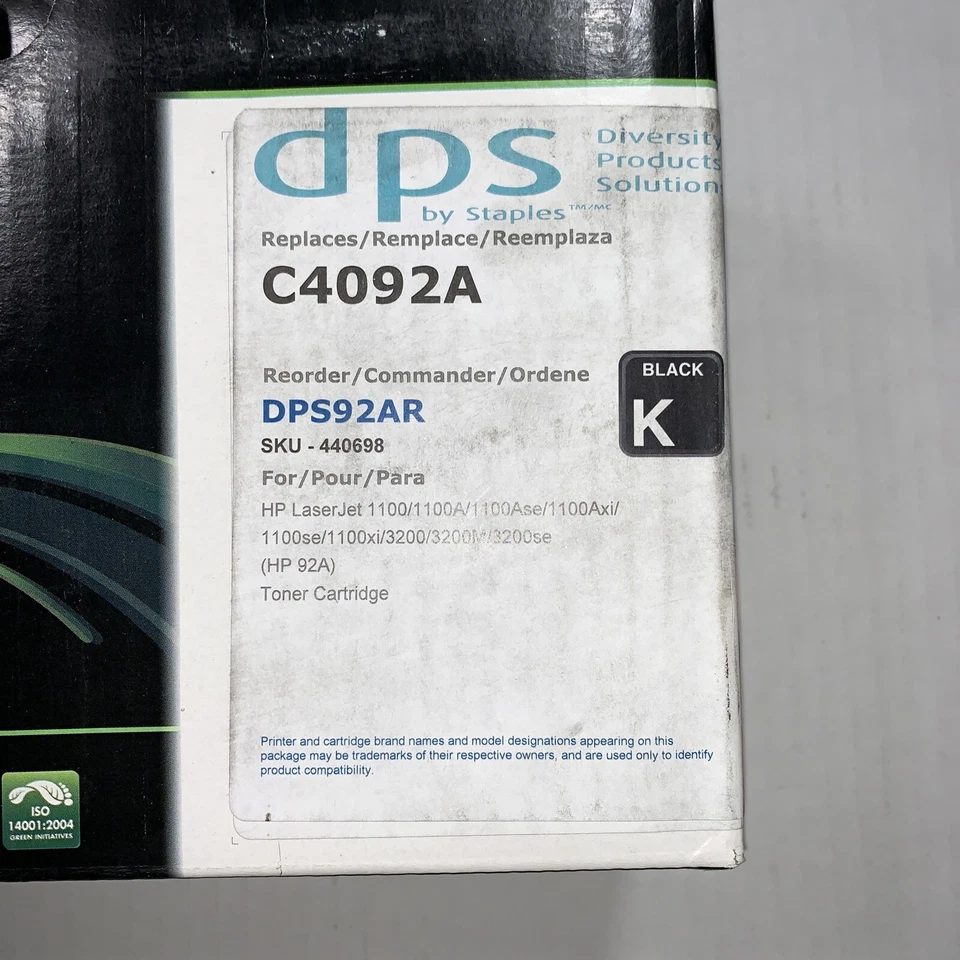 dps
Diversity
Products
Solution
by Staples™/MC
Replaces/Remplace/Reemplaza
C4092A
Reorder/Commander/Ordene
DPS92AR
SKU - 440698
BLACK
K
For/Pour/Para
HP LaserJet 1100/1100A/1100Ase/1100Axi/
1100se/1100xi/3200/3200M/3200se
(HP 92A)
Toner Cartridge
Printer and cartridge brand names and model designations appearing on this
package may be trademarks of their respective owners, and are used only to identify
product compatibility.
ISO
14001:2004
GREEN INITIATIVES